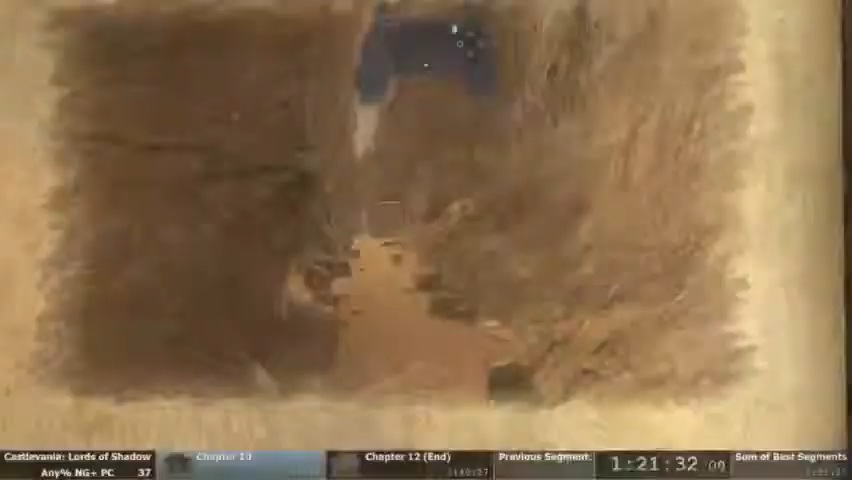 Castlevania: Lords of Shadow
Any% NG+ PC 37
Chapter 10
Chapter 12 (End)
Previous Segment:
1:21:32
Sum of Best Segments